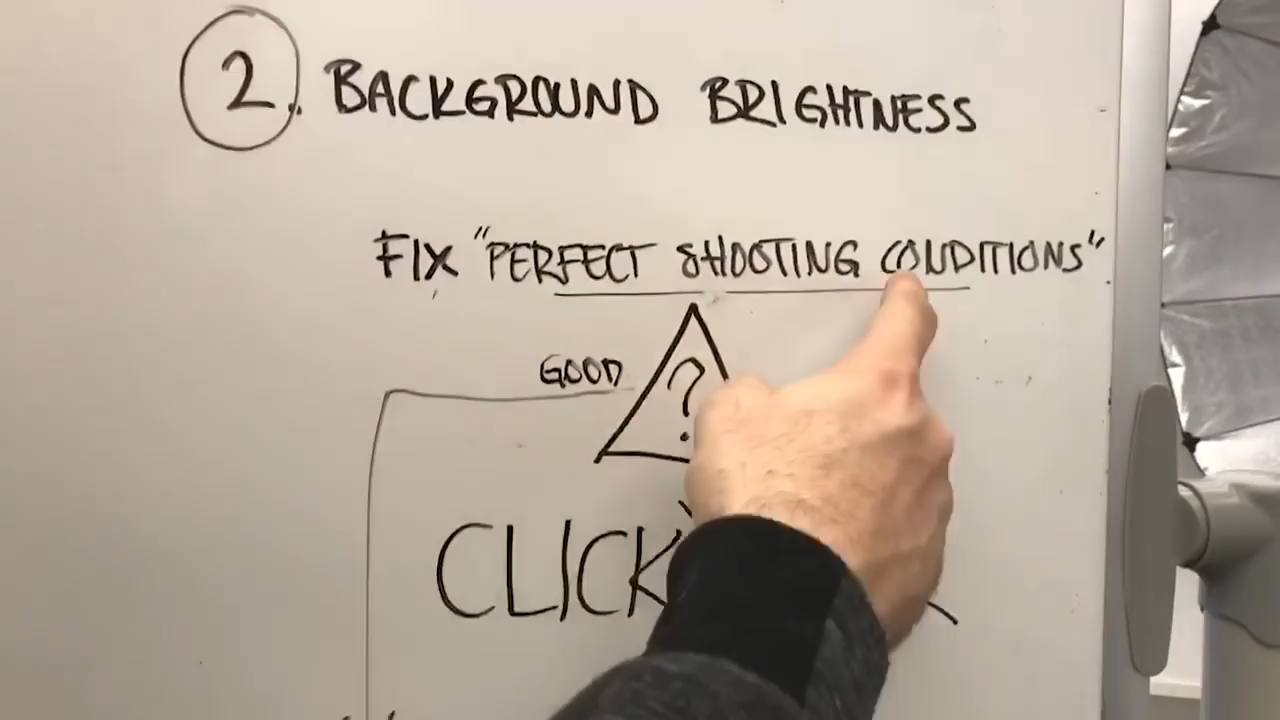 2. BACKGROUND BRIGHTNESS
FIX "PERFECT SHOOTING CONDITIONS"
GOOD
?
CLICK